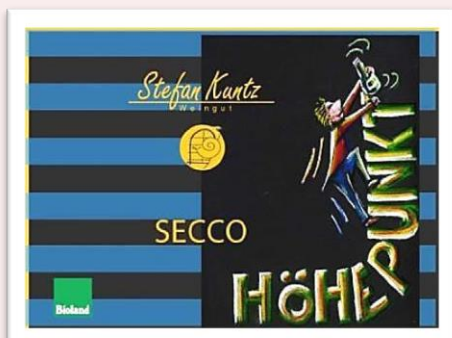 Stefan Kuntz
Weingut
SECCO
Bioland
HÖHEPUNKT